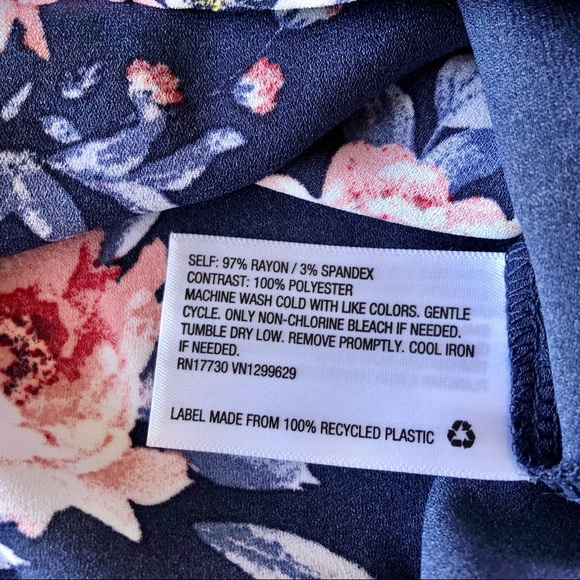 SELF: 97% RAYON / 3% SPANDEX
CONTRAST: 100% POLYESTER
MACHINE WASH COLD WITH LIKE COLORS. GENTLE
CYCLE. ONLY NON-CHLORINE BLEACH IF NEEDED.
TUMBLE DRY LOW. REMOVE PROMPTLY. COOL IRON
IF NEEDED.
RN17730 VN1299629
LABEL MADE FROM 100% RECYCLED PLASTIC